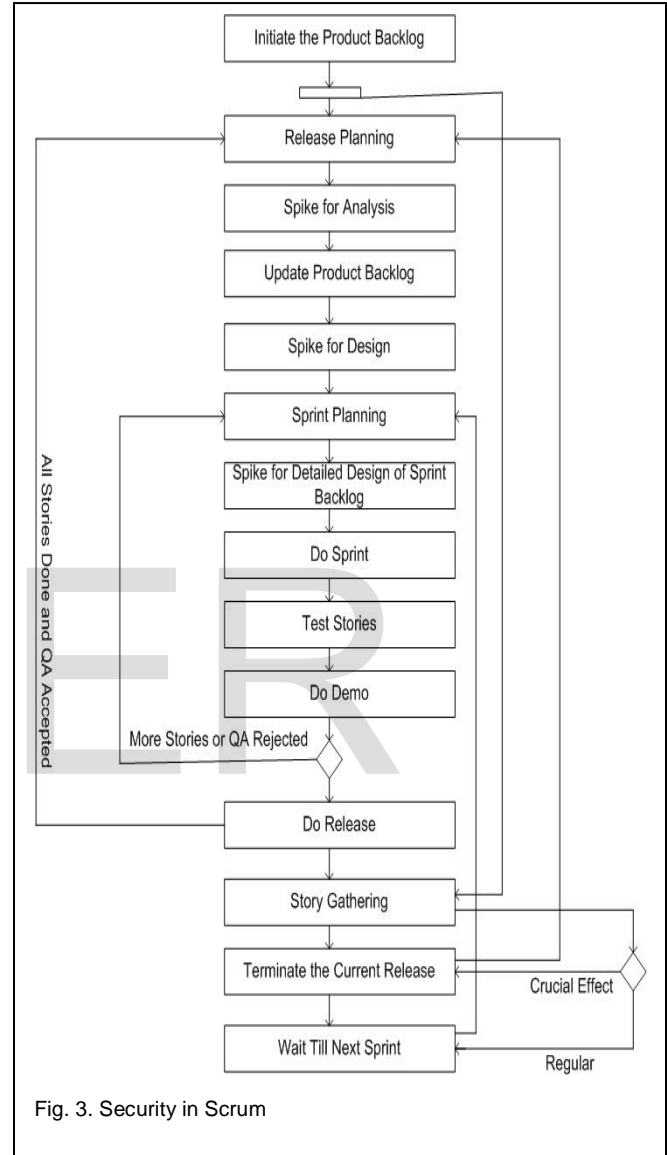 Initiate the Product Backlog
Release Planning
Spike for Analysis
Update Product Backlog
Spike for Design
Sprint Planning
Spike for Detailed Design of Sprint
Backlog
Do Sprint
Test Stories
Do Demo
More Stories or QA Rejected
All Stories Done and QA Accepted
Do Release
Story Gathering
Terminate the Current Release
Crucial Effect
Wait Till Next Sprint
Regular
ER
Fig. 3. Security in Scrum